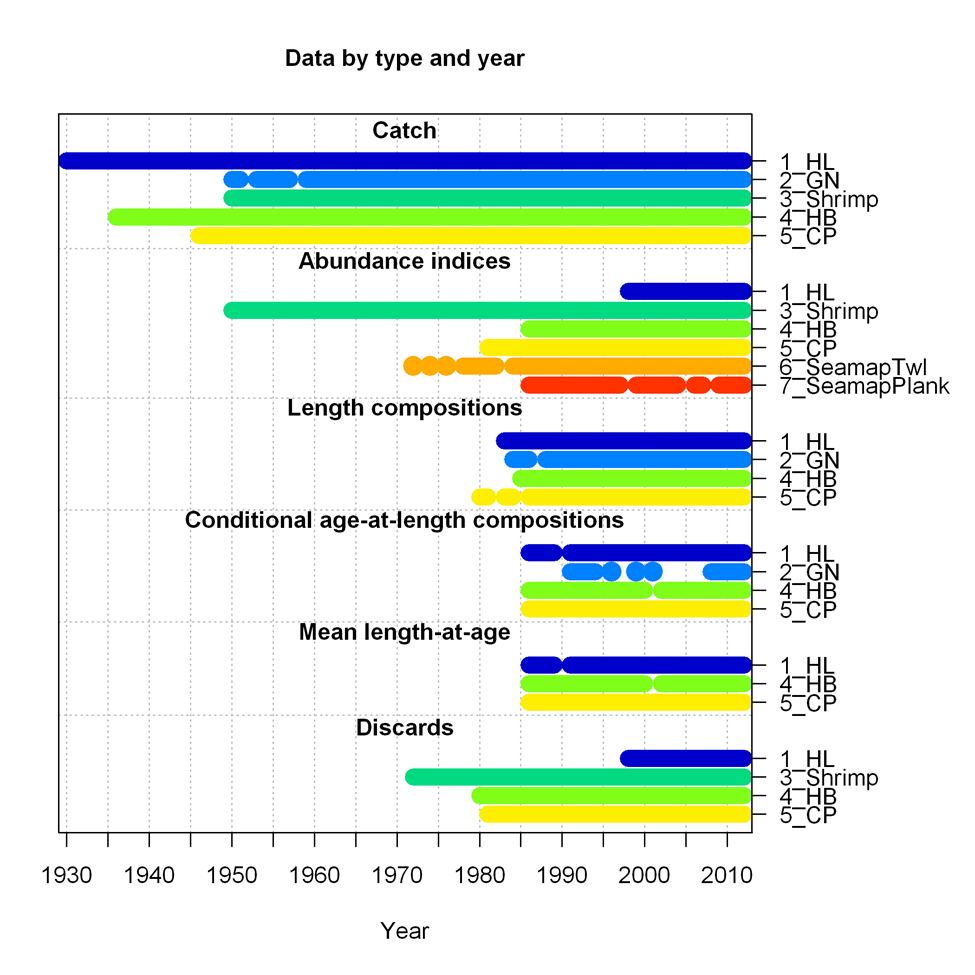 Data by type and year
Catch
1_HL
2_GN
3_Shrimp
4_HB
5_CP
Abundance indices
1_HL
3_Shrimp
4_HB
5_CP
6_SeamapTwl
7_SeamapPlank
Length compositions
1_HL
2_GN
4_HB
5_CP
Conditional age-at-length compositions
1_HL
2_GN
4_HB
5_CP
Mean length-at-age
1_HL
4_HB
5_CP
Discards
1_HL
3_Shrimp
4_HB
5_CP
1930 1940 1950 1960 1970 1980 1990 2000 2010
Year